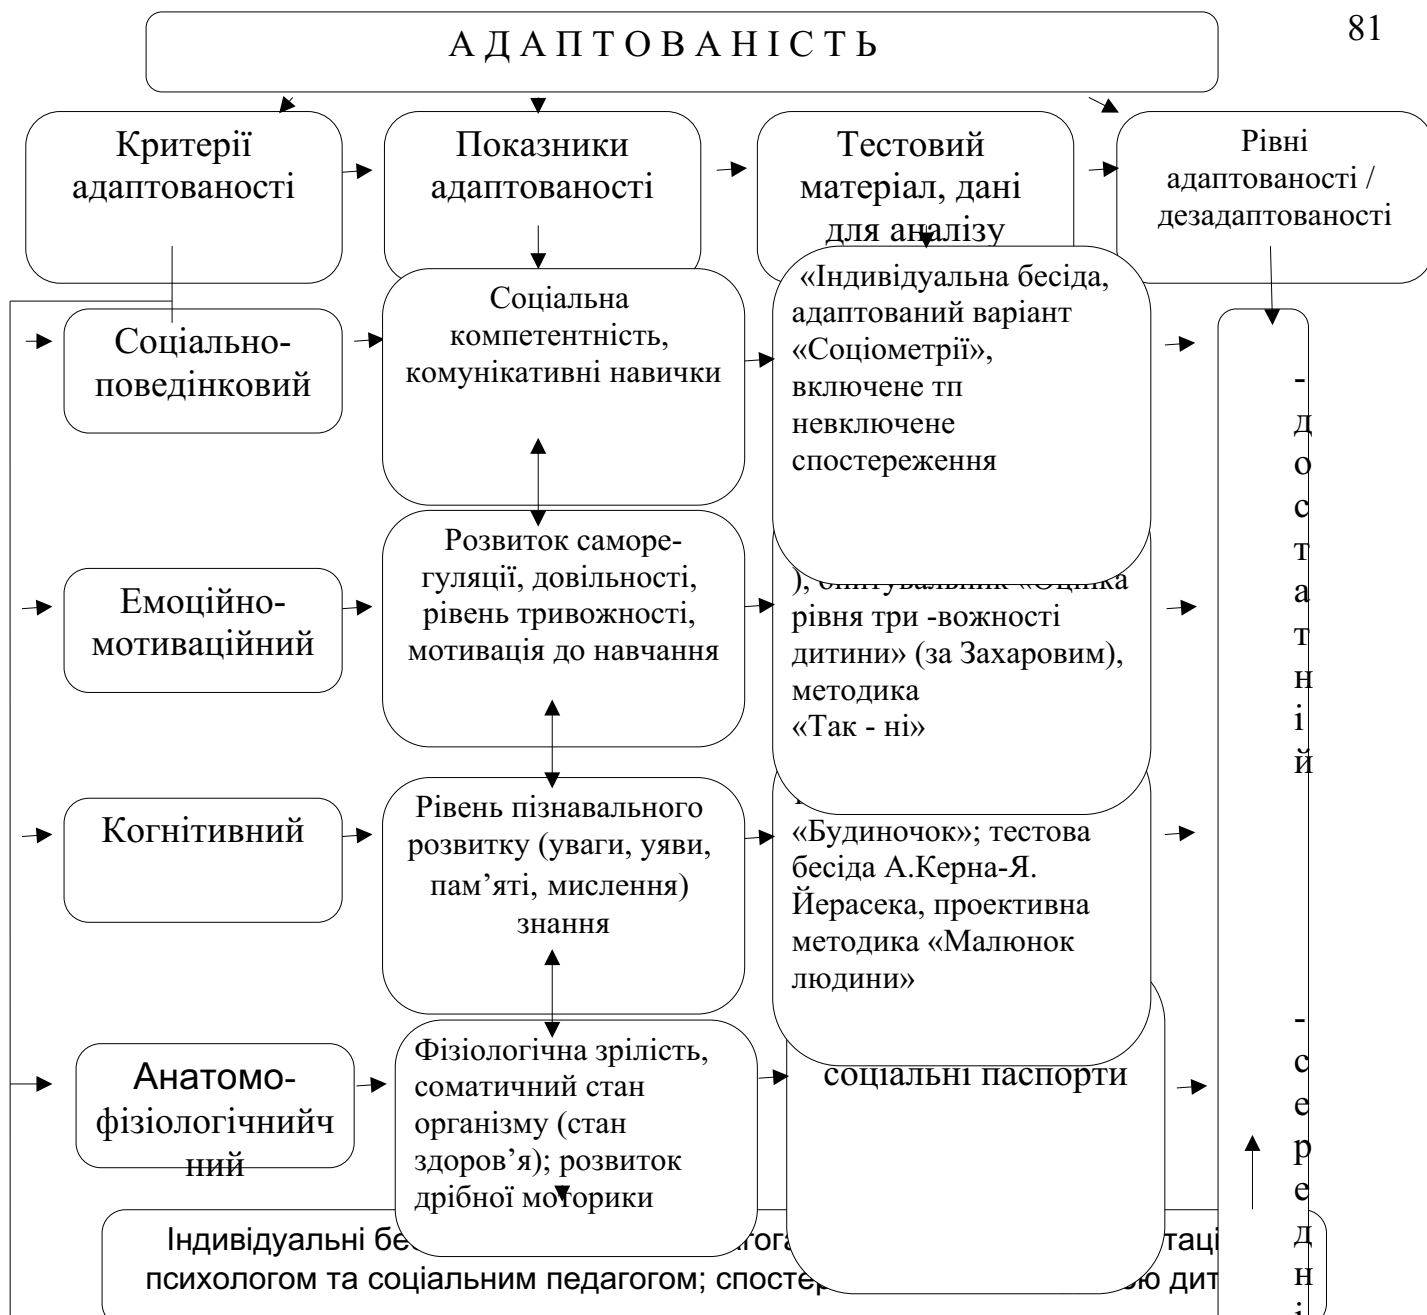 81
А Д А П Т О В А Н І С Т Ь
Критерії
адаптованості
Показники
адаптованості
Тестовий
матеріал, дані
для аналізу
Рівні
адаптованості /
дезадаптованості
Соціально-
поведінковий
Соціальна
компетентність,
комунікативні навички
«Індивідуальна бесіда,
адаптований варіант
«Соціометрії»,
включене тп
невключене
спостереження
Емоційно-
мотиваційний
Розвиток саморе-
гуляції, довільності,
рівень тривожності,
мотивація до навчання
), опитувальник «Оцінка
рівня три -вожності
дитини» (за Захаровим),
методика
«Так - ні»
Когнітивний
Рівень пізнавального
розвитку (уваги, уяви,
пам’яті, мислення)
знання
«Будиночок»; тестова
бесіда А.Керна-Я.
Йерасека, проективна
методика «Малюнок
людини»
Анатомо-
фізіологічнийч
ний
Фізіологічна зрілість,
соматичний стан
організму (стан
здоров’я); розвиток
дрібної моторики
соціальні паспорти
-
д
о
с
т
а
т
н
і
й
-
с
е
р
е
д
н
і
Індивідуальні
психологом та соціальним педагогом;